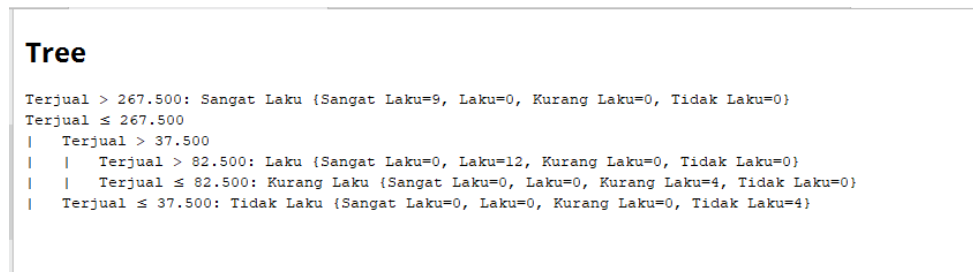 Tree
Terjual > 267.500: Sangat Laku {Sangat Laku=9, Laku=0, Kurang Laku=0, Tidak Laku=0}
Terjual ≤ 267.500
|   Terjual > 37.500
|   |   Terjual > 82.500: Laku {Sangat Laku=0, Laku=12, Kurang Laku=0, Tidak Laku=0}
|   |   Terjual ≤ 82.500: Kurang Laku {Sangat Laku=0, Laku=0, Kurang Laku=4, Tidak Laku=0}
|   Terjual ≤ 37.500: Tidak Laku {Sangat Laku=0, Laku=0, Kurang Laku=0, Tidak Laku=4}